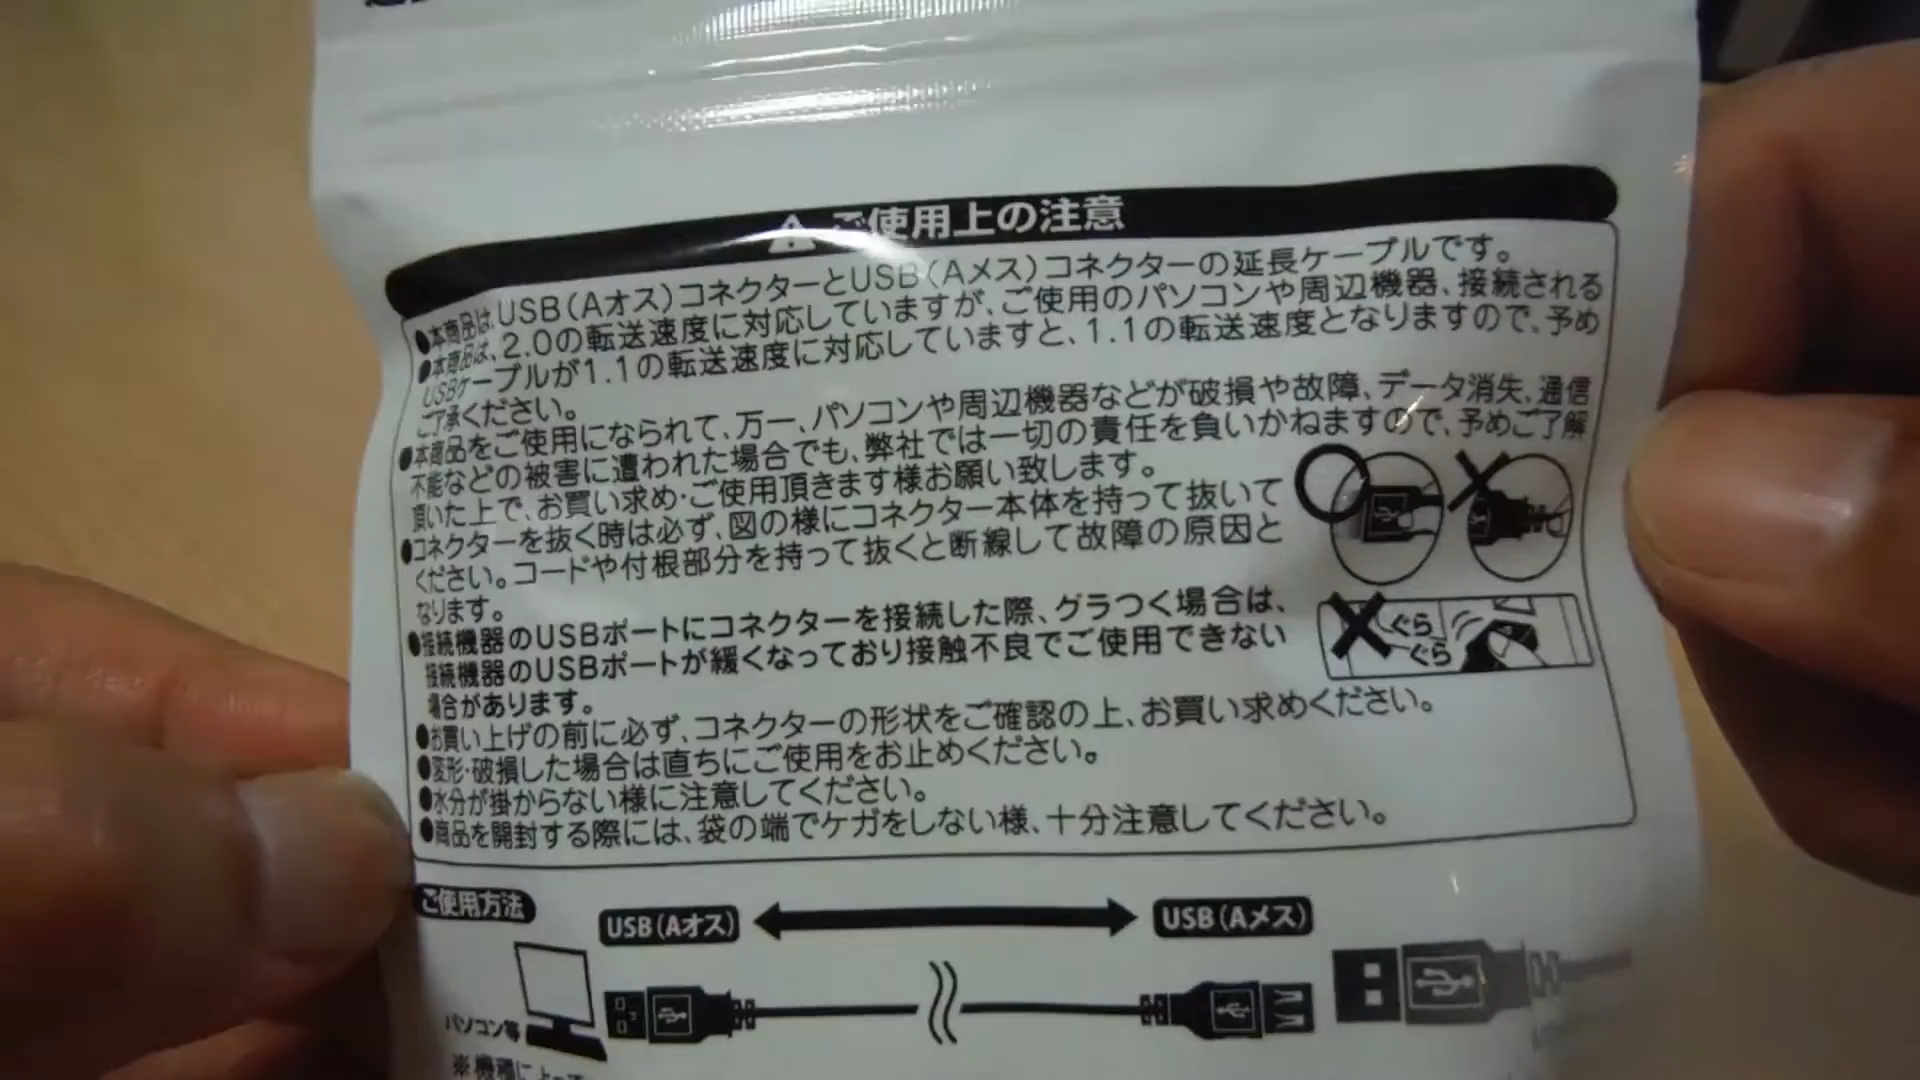 ご使用上の注意
●本商品は、USB(Aオス)コネクターとUSB(Aメス)コネクターの延長ケーブルです。
●本商品は、2.0の転送速度に対応していますが、ご使用のパソコンや周辺機器、接続される
USBケーブルが1.1の転送速度に対応していますと、1.1の転送速度となりますので、予め
ご了承ください。
●本商品をご使用になられて、万一、パソコンや周辺機器などが破損や故障、データ消失、通信
不能などの被害に遭われた場合でも、弊社では一切の責任を負いかねますので、予めご了解
頂いた上で、お買い求め・ご使用頂きます様お願い致します。
●コネクターを抜く時は必ず、図の様にコネクター本体を持って抜いて
ください。コードや付根部分を持って抜くと断線して故障の原因と
なります。
●接続機器のUSBポートにコネクターを接続した際、グラつく場合は、
接続機器のUSBポートが緩くなっており接触不良でご使用できない
場合があります。
ぐら
ぐら
●お買い上げの前に必ず、コネクターの形状をご確認の上、お買い求めください。
●変形・破損した場合は直ちにご使用をお止めください。
●水分が掛からない様に注意してください。
●商品を開封する際には、袋の端でケガをしない様、十分注意してください。
ご使用方法
USB(Aオス)
USB(Aメス)
パソコン等
※機種によって